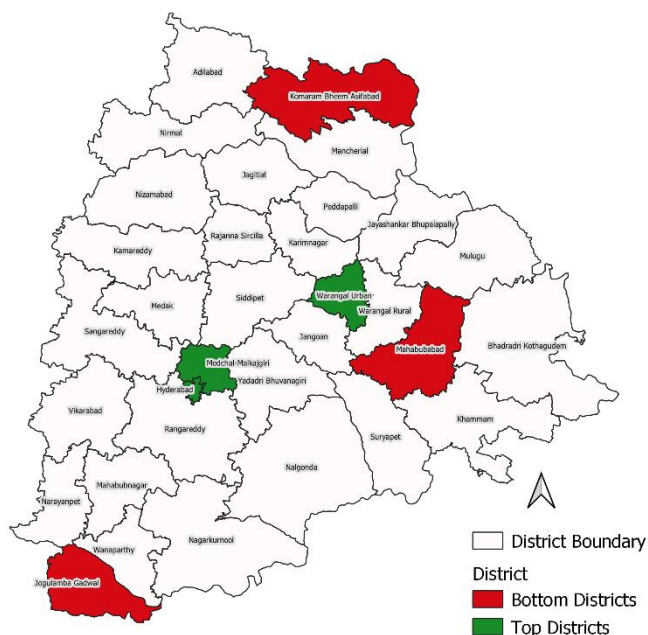 Adilabad
Komaram Bheem Asifabad
Nirmal
Mancherial
Jagitial
Nizamabad
Peddapalli
Jayashankar Bhupalapally
Rajanna Sircilla
Karimnagar
Kamareddy
Mulugu
Warangal Urban
Siddipet
Medak
Warangal Rural
Sangareddy
Jangoan
Mahabubabad
Bhadradri Kothagudem
Medchal-Malkajgiri
Yadadri Bhuvanagiri
Hyderabad
Vikarabad
Khammam
Rangareddy
Suryapet
Nalgonda
Mahabubnagar
Narayanpet
Nagarkurnool
Wanaparthy
Jogulamba Gadwal
District Boundary
District
Bottom Districts
Top Districts